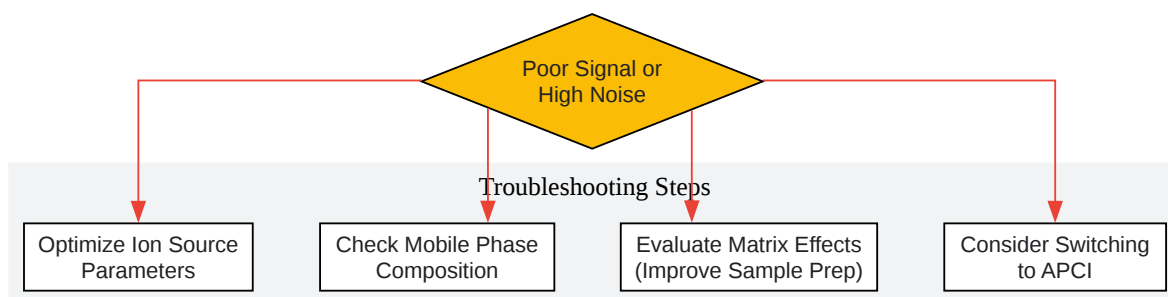 Poor Signal or
High Noise
Troubleshooting Steps
Optimize Ion Source
Parameters
Check Mobile Phase
Composition
Evaluate Matrix Effects
(Improve Sample Prep)
Consider Switching
to APCI